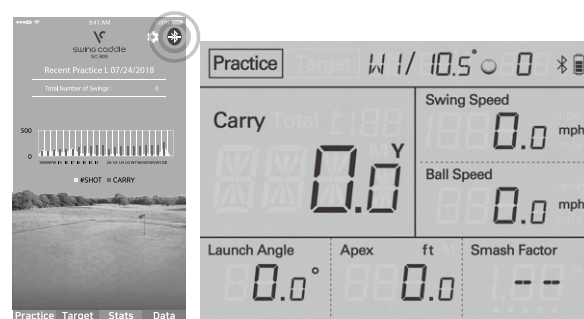 9:41 AM
100%
swing caddie
SC 300
Recent Practice L 07/24/2018
Total Number of Swings : 0
500
0
#SHOT CARRY
Practice Target Stats Data
Practice Target W1/ 10.5° 0
Carry Total
0.0 Y
Swing Speed
0.0 mph
Ball Speed
0.0 mph
Launch Angle
0.0°
Apex ft
0.0
Smash Factor
--